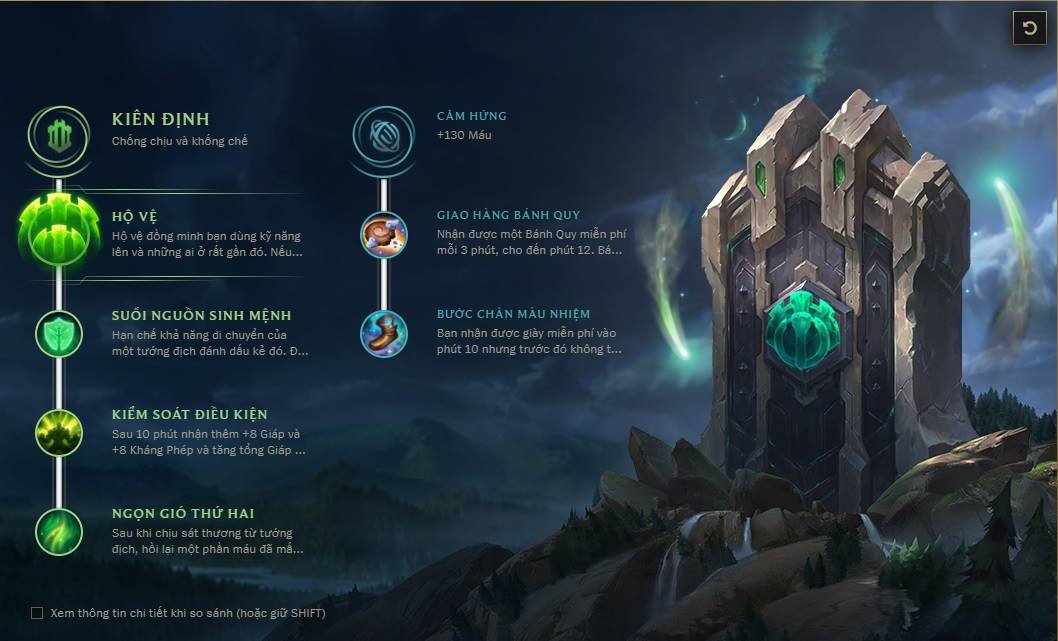 KIÊN ĐỊNH
Chống chịu và khống chế
HỘ VỆ
Hộ vệ đồng minh bạn dùng kỹ năng
lên và những ai ở rất gần đó. Nếu...
SUỐI NGUỒN SINH MỆNH
Hạn chế khả năng di chuyển của
một tướng địch đánh dấu kẻ đó. Đ...
KIỂM SOÁT ĐIỀU KIỆN
Sau 10 phút nhận thêm +8 Giáp và
+8 Kháng Phép và tăng tổng Giáp ...
NGỌN GIÓ THỨ HAI
Sau khi chịu sát thương từ tướng
địch, hồi lại một phần máu đã mấ...
CẢM HỨNG
+130 Máu
GIAO HÀNG BÁNH QUY
Nhận được một Bánh Quy miễn phí
mỗi 3 phút, cho đến phút 12. Bá...
BƯỚC CHÂN MÀU NHIỆM
Bạn nhận được giày miễn phí vào
phút 10 nhưng trước đó không t...
Xem thông tin chi tiết khi so sánh (hoặc giữ SHIFT)